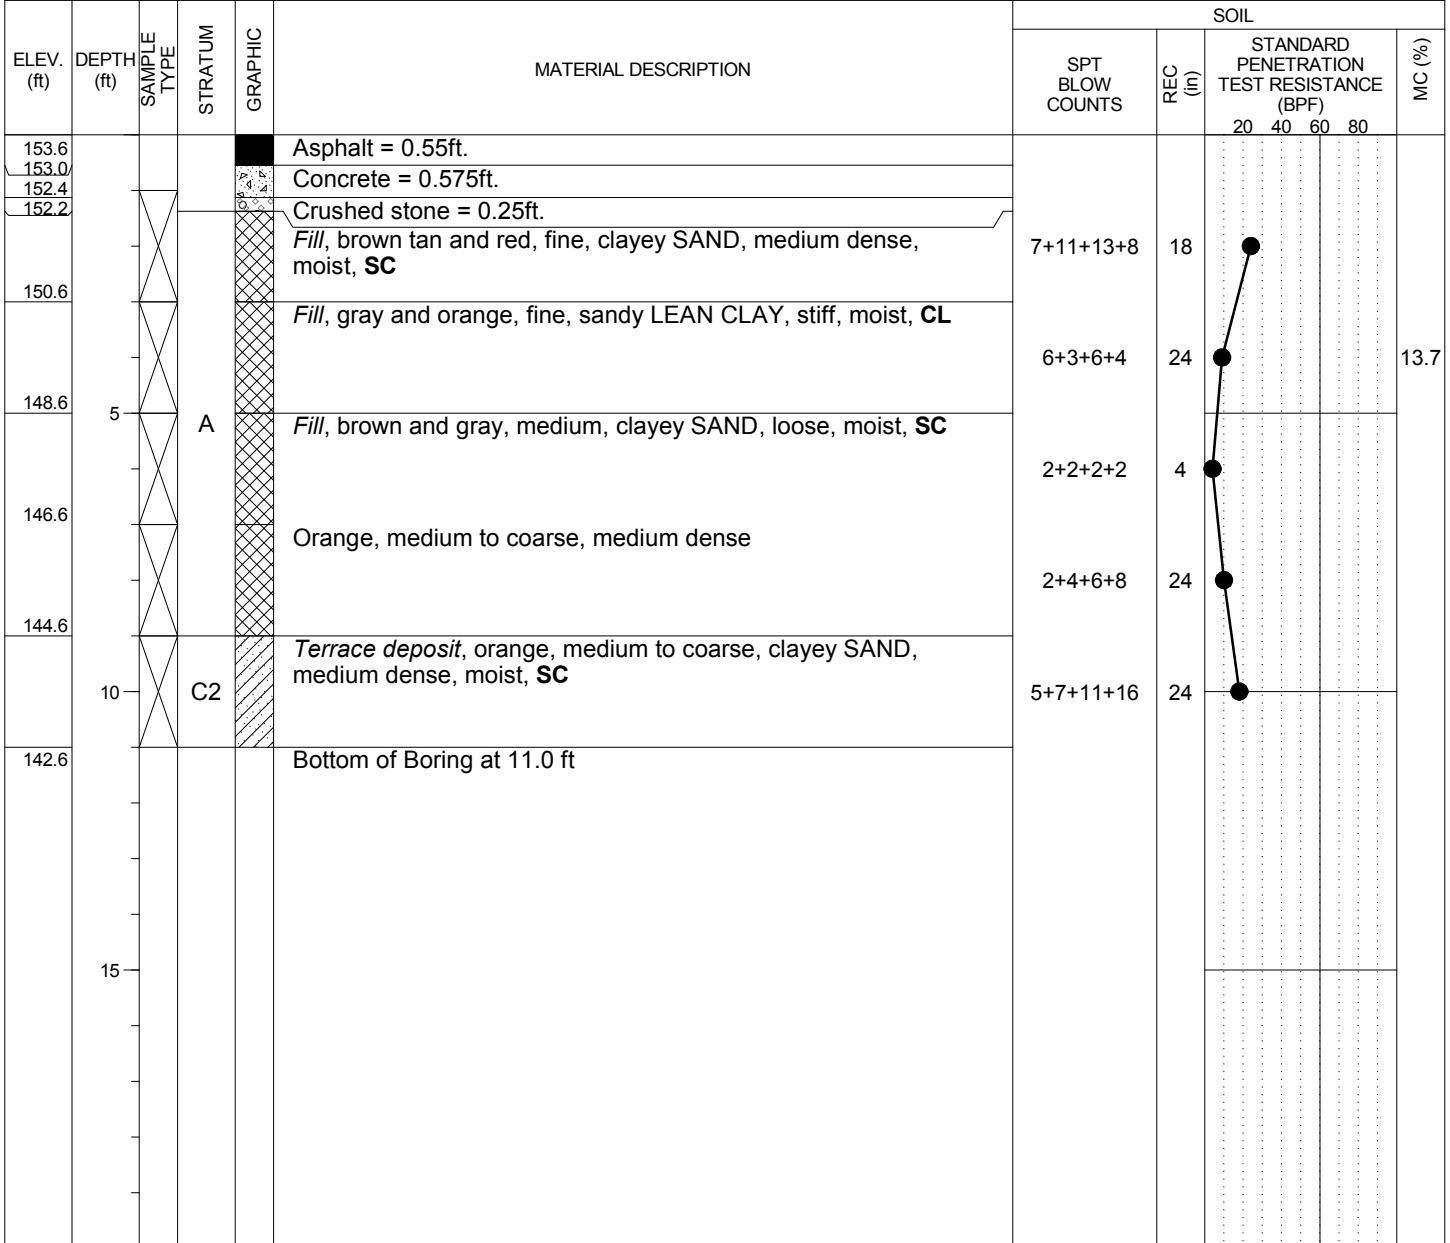 SOIL
ELEV.
(ft)
DEPTH
(ft)
SAMPLE
TYPE
STRATUM
GRAPHIC
MATERIAL DESCRIPTION
SPT
BLOW
COUNTS
REC
(in)
STANDARD
PENETRATION
TEST RESISTANCE
(BPF)
20 40 60 80
MC (%)
153.6 Asphalt = 0.55ft.
153.0
Concrete = 0.575ft.
152.4
152.2 Crushed stone = 0.25ft.
Fill, brown tan and red, fine, clayey SAND, medium dense,
moist, SC
7+11+13+8 18
150.6
Fill, gray and orange, fine, sandy LEAN CLAY, stiff, moist, CL
6+3+6+4 24 13.7
148.6
5
A
Fill, brown and gray, medium, clayey SAND, loose, moist, SC
2+2+2+2 4
146.6
Orange, medium to coarse, medium dense
2+4+6+8 24
144.6
Terrace deposit, orange, medium to coarse, clayey SAND,
medium dense, moist, SC
10 C2 5+7+11+16 24
142.6 Bottom of Boring at 11.0 ft
15